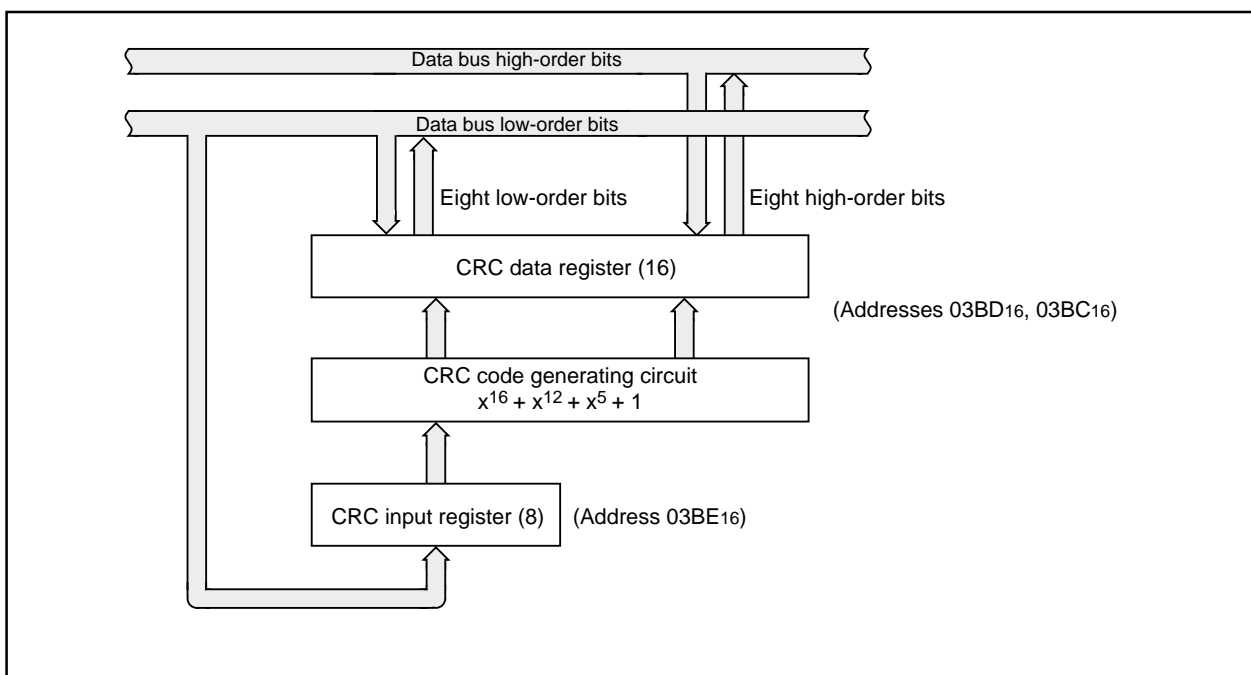 Data bus high-order bits
Data bus low-order bits
Eight low-order bits
Eight high-order bits
CRC data register (16)
(Addresses 03BD16, 03BC16)
CRC code generating circuit
x16 + x12 + x5 + 1
CRC input register (8)
(Address 03BE16)